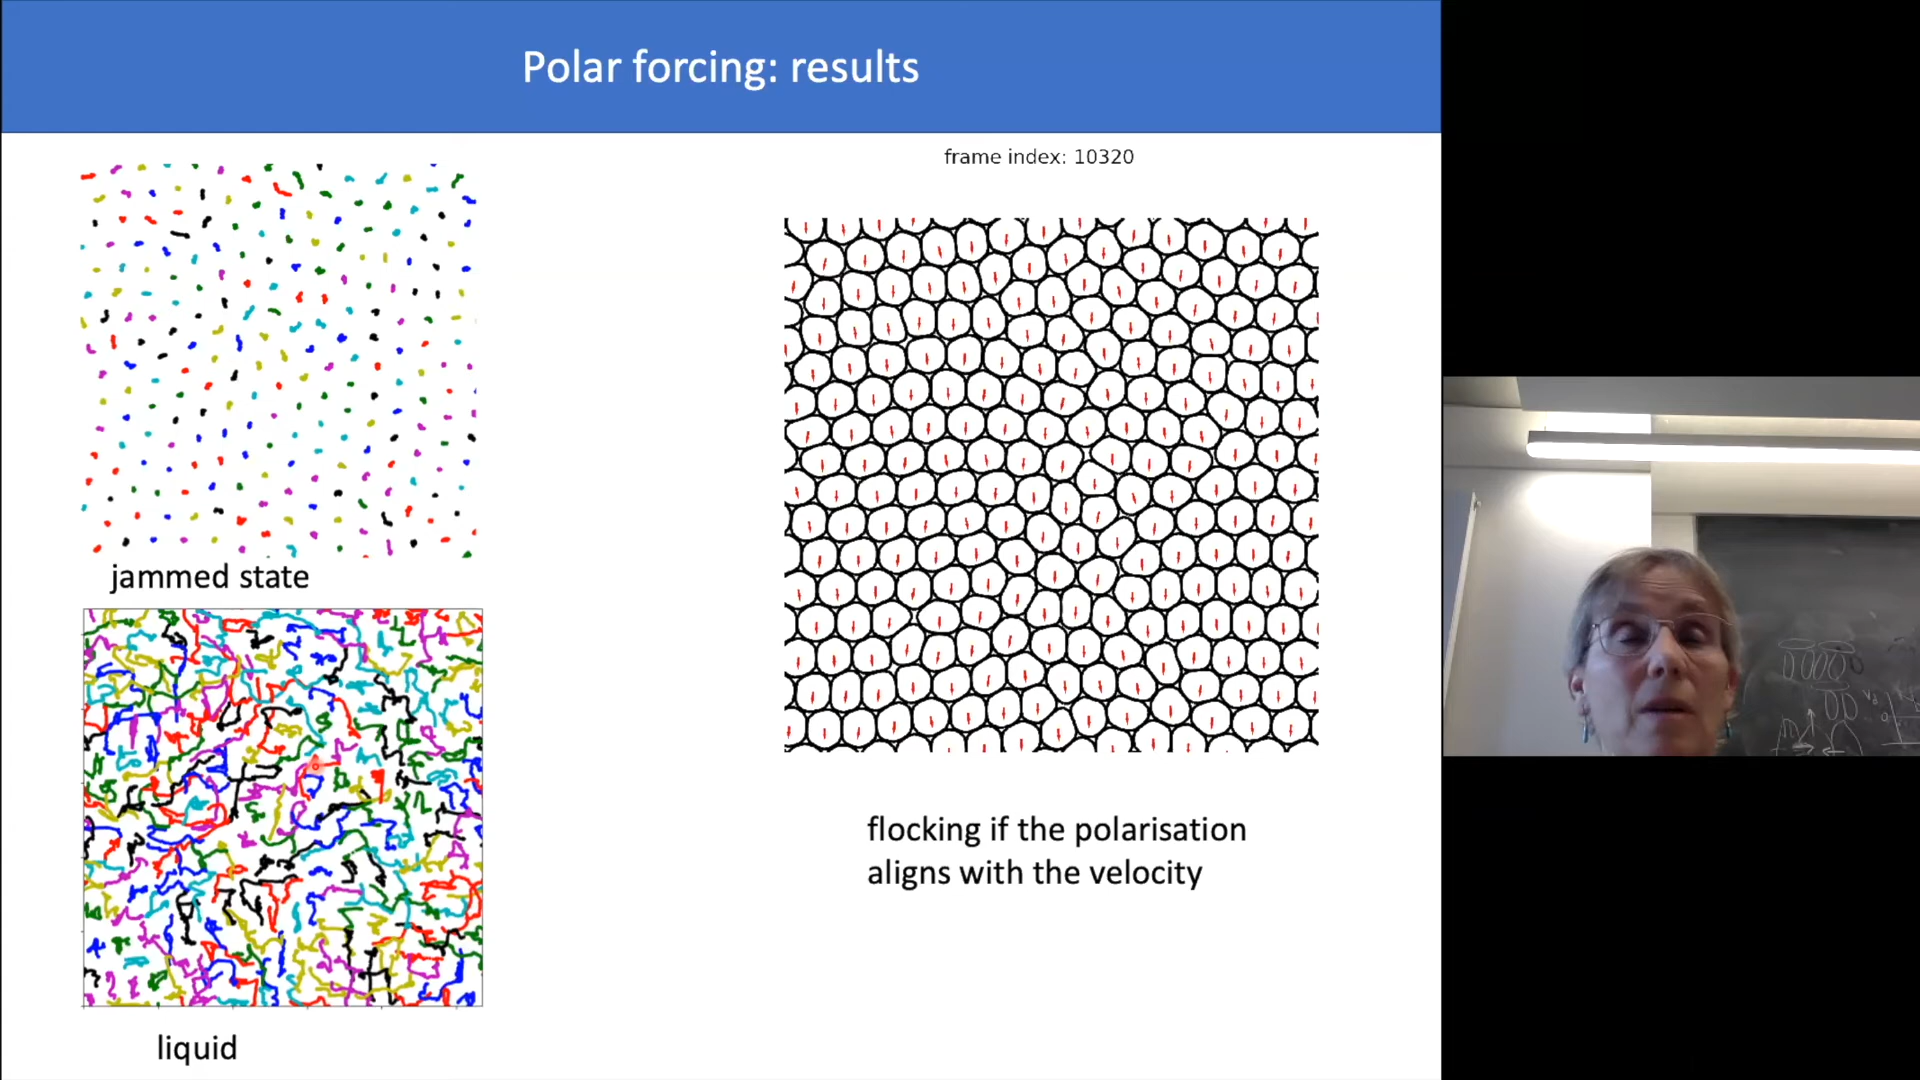 Polar forcing: results
frame index: 10320
jammed state
liquid
flocking if the polarisation
aligns with the velocity